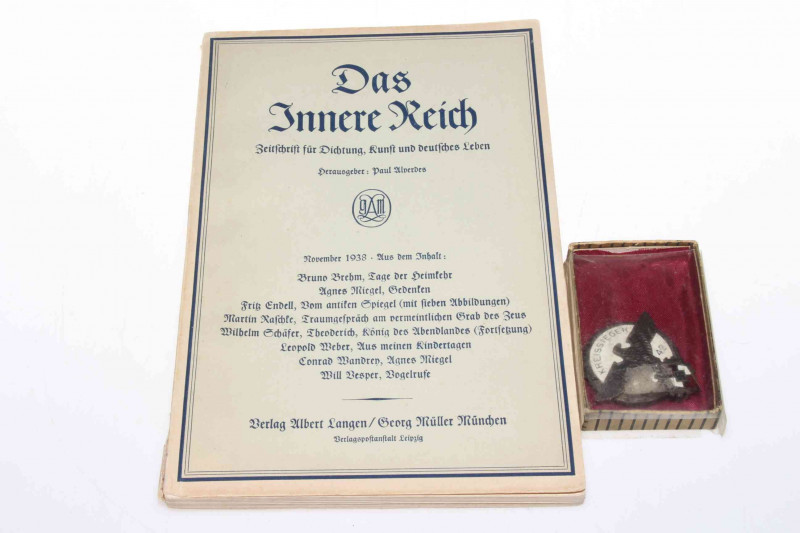 Das
Innere Reich
Zeitschrift für Dichtung, Kunst und deutsches Leben
Herausgeber: Paul Alverdes
November 1938 · Aus dem Inhalt:
Bruno Brehm, Tage der Heimkehr
Agnes Miegel, Gedenken
Fritz Endell, Vom antiken Spiegel (mit sieben Abbildungen)
Martin Raschke, Traumgespräch am vermeintlichen Grab des Zeus
Wilhelm Schäfer, Theoderich, König des Abendlandes (Fortsetzung)
Leopold Weber, Aus meinen Kindertagen
Conrad Wandrey, Agnes Miegel
Will Vesper, Vogelrufe
Verlag Albert Langen/Georg Müller München
Verlagspostanstalt Leipzig
KREISSIEGER